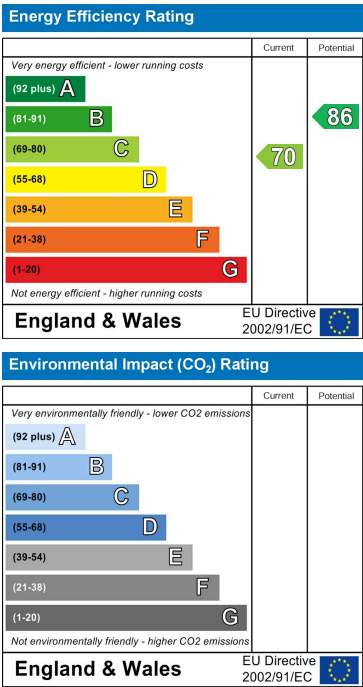 Energy Efficiency Rating
Current Potential
Very energy efficient - lower running costs
(92 plus) A
(81-91) B
(69-80) C
(55-68) D
(39-54) E
(21-38) F
(1-20) G
70
86
Not energy efficient - higher running costs
England & Wales
EU Directive
2002/91/EC
Environmental Impact (CO₂) Rating
Current Potential
Very environmentally friendly - lower CO2 emissions
(92 plus) A
(81-91) B
(69-80) C
(55-68) D
(39-54) E
(21-38) F
(1-20) G
Not environmentally friendly - higher CO2 emissions
England & Wales
EU Directive
2002/91/EC